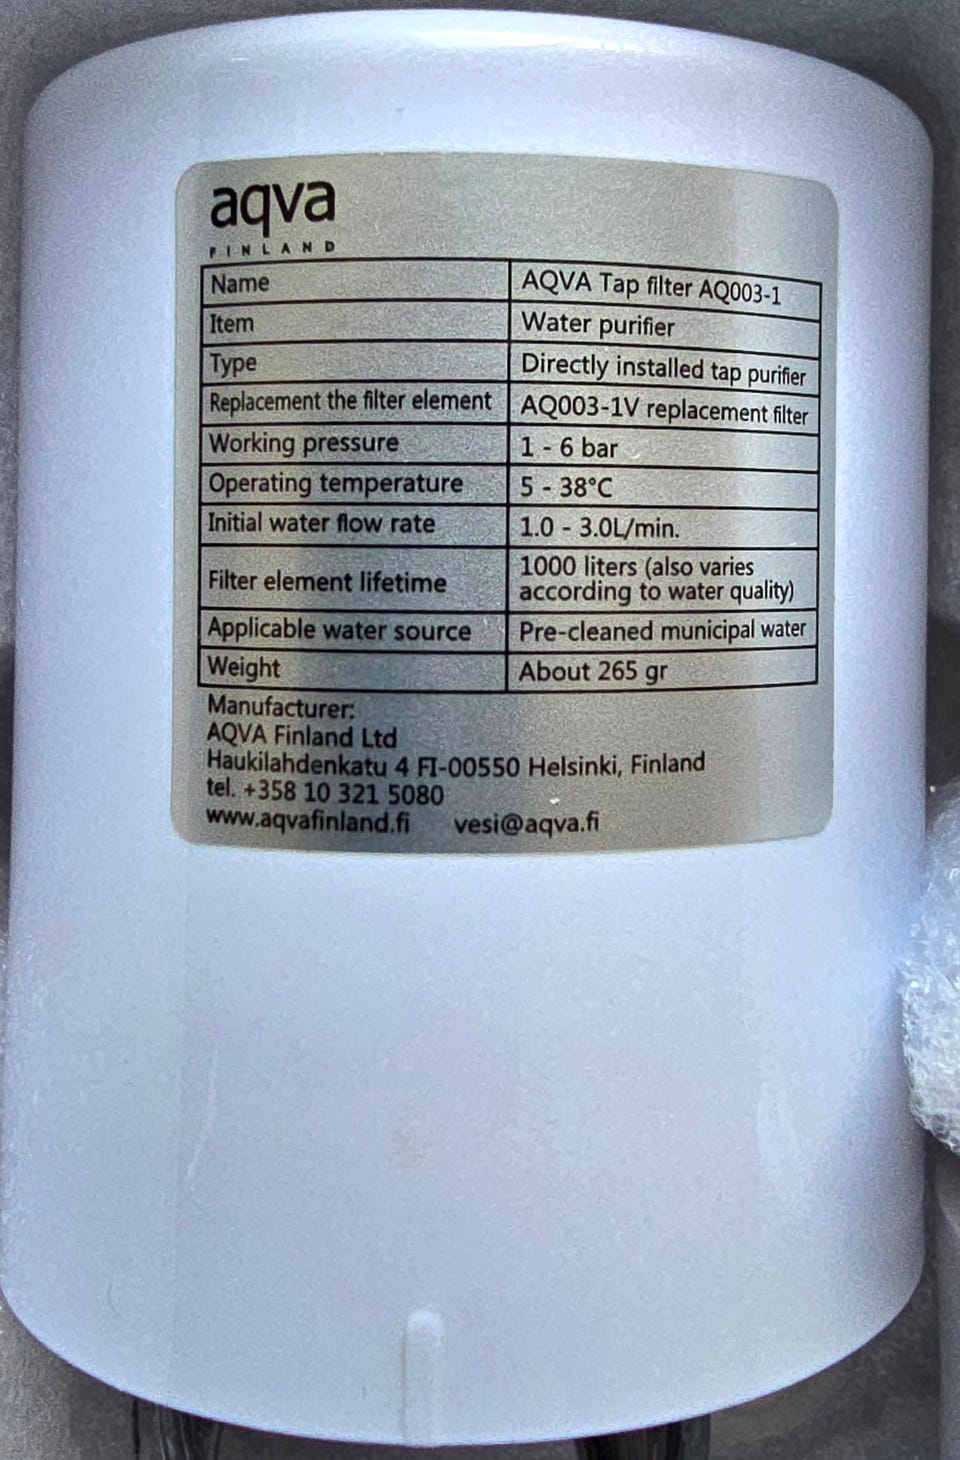 aqva
FINLAND
Name AQVA Tap filter AQ003-1
Item Water purifier
Type Directly installed tap purifier
Replacement the filter element AQ003-1V replacement filter
Working pressure 1 - 6 bar
Operating temperature 5 - 38°C
Initial water flow rate 1.0 - 3.0L/min.
Filter element lifetime 1000 liters (also varies
according to water quality)
Applicable water source Pre-cleaned municipal water
Weight About 265 gr
Manufacturer:
AQVA Finland Ltd
Haukilahdenkatu 4 FI-00550 Helsinki, Finland
tel. +358 10 321 5080
www.aqvafinland.fi vesi@aqva.fi